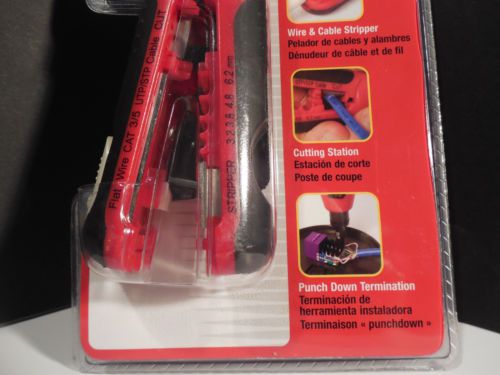 Flat Wire CAT 3/5 UTP/STP Cable CUT
STRIPPER 3.2 3.8 4.8 6.2 mm
Wire & Cable Stripper
Pelador de cables y alambres
Dénudeur de câble et de fil
Cutting Station
Estación de corte
Poste de coupe
Punch Down Termination
Terminación de
herramienta instaladora
Terminaison « punchdown »